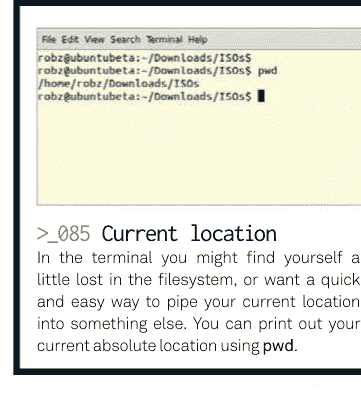 File Edit View Search Terminal Help
robz@ubuntubeta:~/Downloads/ISOs$
robz@ubuntubeta:~/Downloads/ISOs$ pwd
/home/robz/Downloads/ISOs
robz@ubuntubeta:~/Downloads/ISOs$
>_085 Current location
In the terminal you might find yourself a
little lost in the filesystem, or want a quick
and easy way to pipe your current location
into something else. You can print out your
current absolute location using pwd.